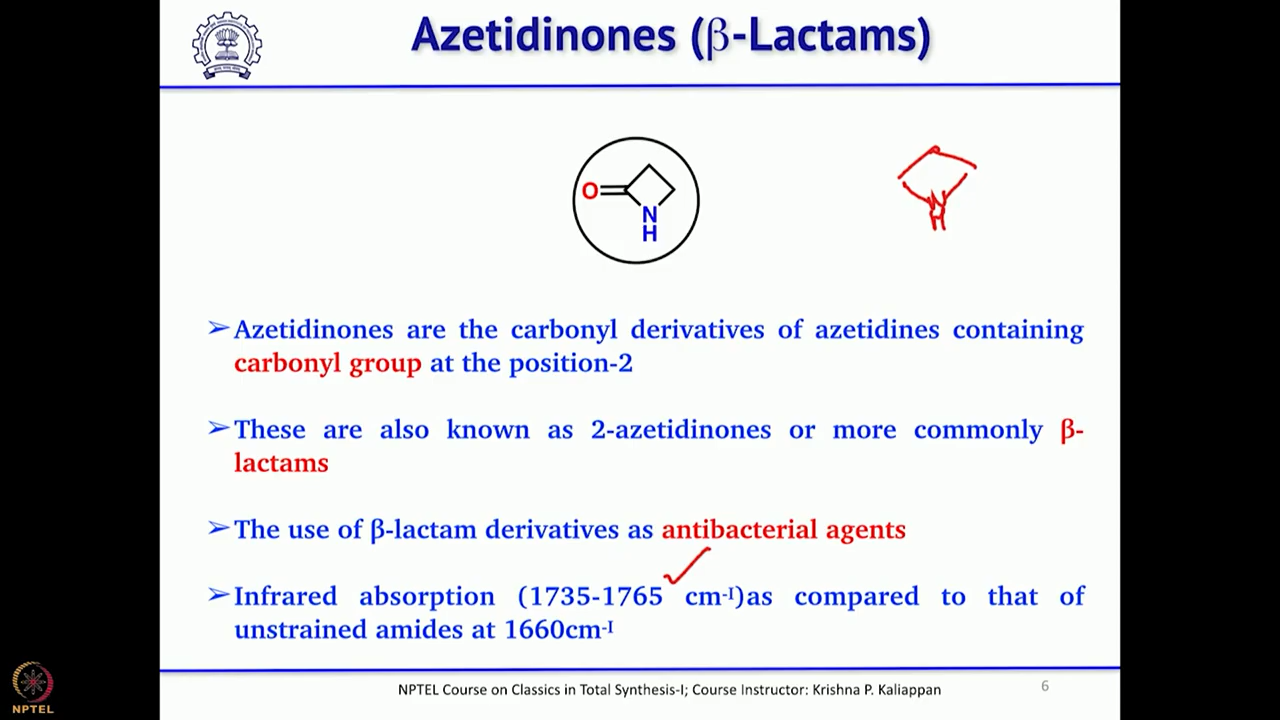 Azetidinones (β-Lactams)
O
N
H
N
H
➢Azetidinones are the carbonyl derivatives of azetidines containing
carbonyl group at the position-2
➢These are also known as 2-azetidinones or more commonly β-
lactams
➢The use of β-lactam derivatives as antibacterial agents
➢Infrared absorption (1735-1765 cm-I)as compared to that of
unstrained amides at 1660cm-I
NPTEL Course on Classics in Total Synthesis-I; Course Instructor: Krishna P. Kaliappan
6
NPTEL